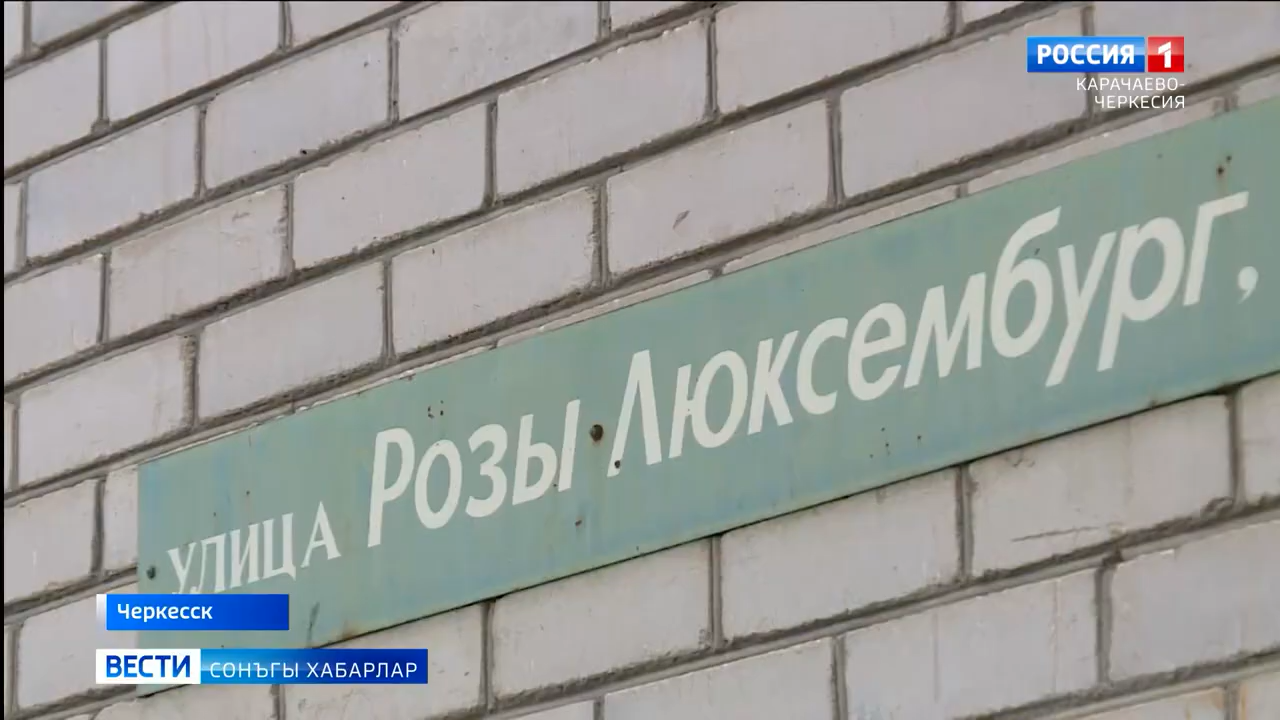 РОССИЯ 1
КАРАЧАЕВО-
ЧЕРКЕСИЯ
УЛИЦА РОЗЫ ЛЮКСЕМБУРГ,
Черкесск
ВЕСТИ СОНЪГЫ ХАБАРЛАР